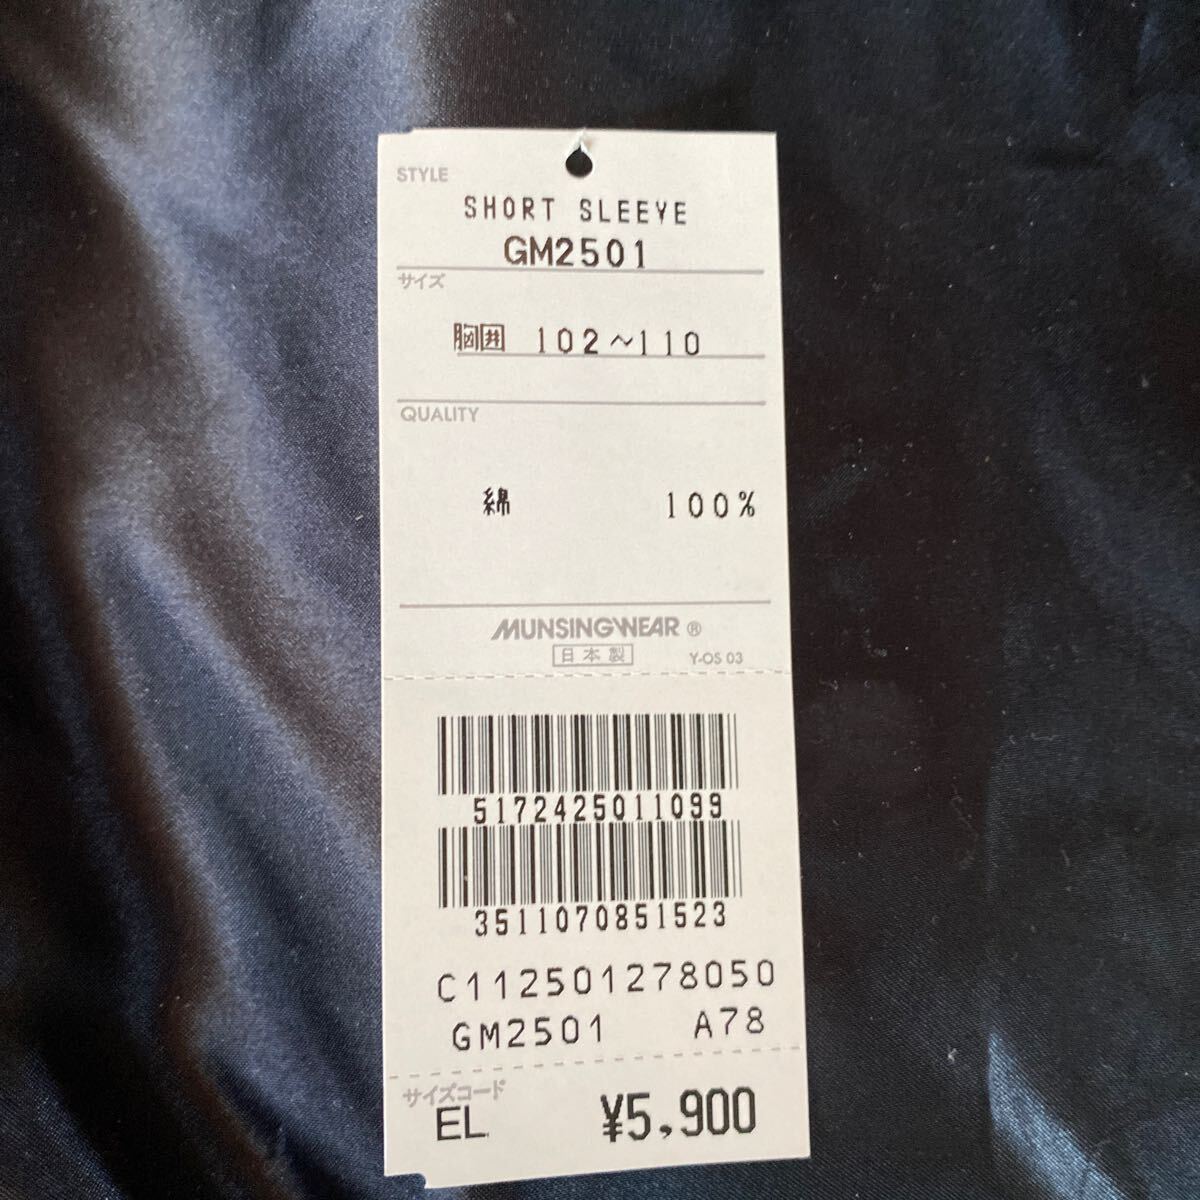 STYLE
SHORT SLEEVE
GM2501
サイズ
胸囲 102~110
QUALITY
綿 100%
MUNSINGWEAR ®
日本製 Y-OS 03
5172425011099
3511070851523
C112501278050
GM2501 A78
サイズコード
EL ¥5,900